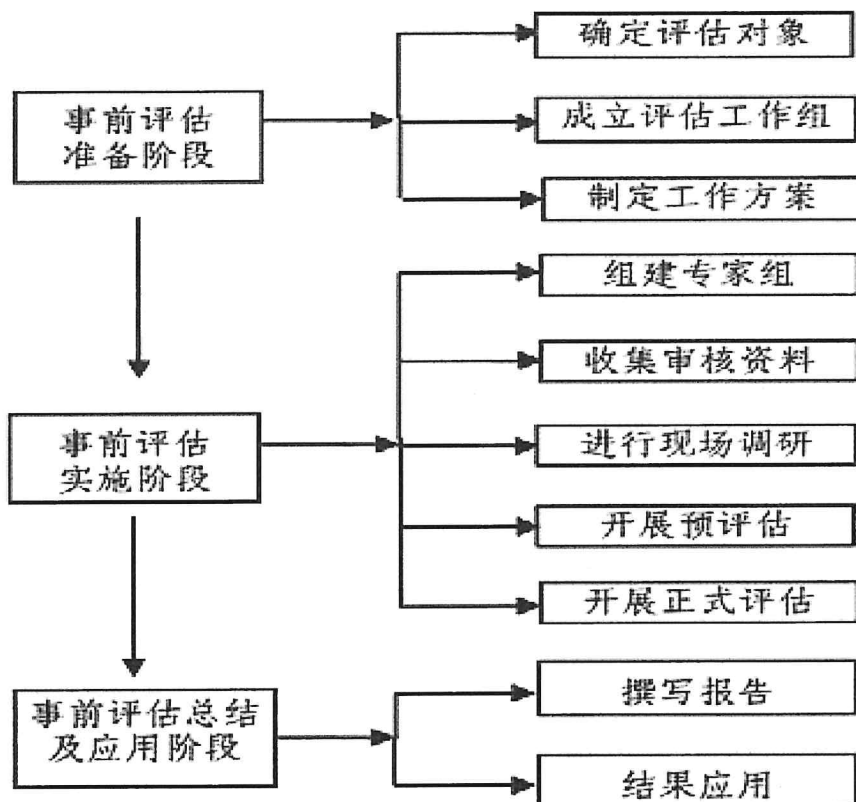 事前评估
准备阶段
确定评估对象
成立评估工作组
制定工作方案
事前评估
实施阶段
组建专家组
收集审核资料
进行现场调研
开展预评估
开展正式评估
事前评估总结
及应用阶段
撰写报告
结果应用